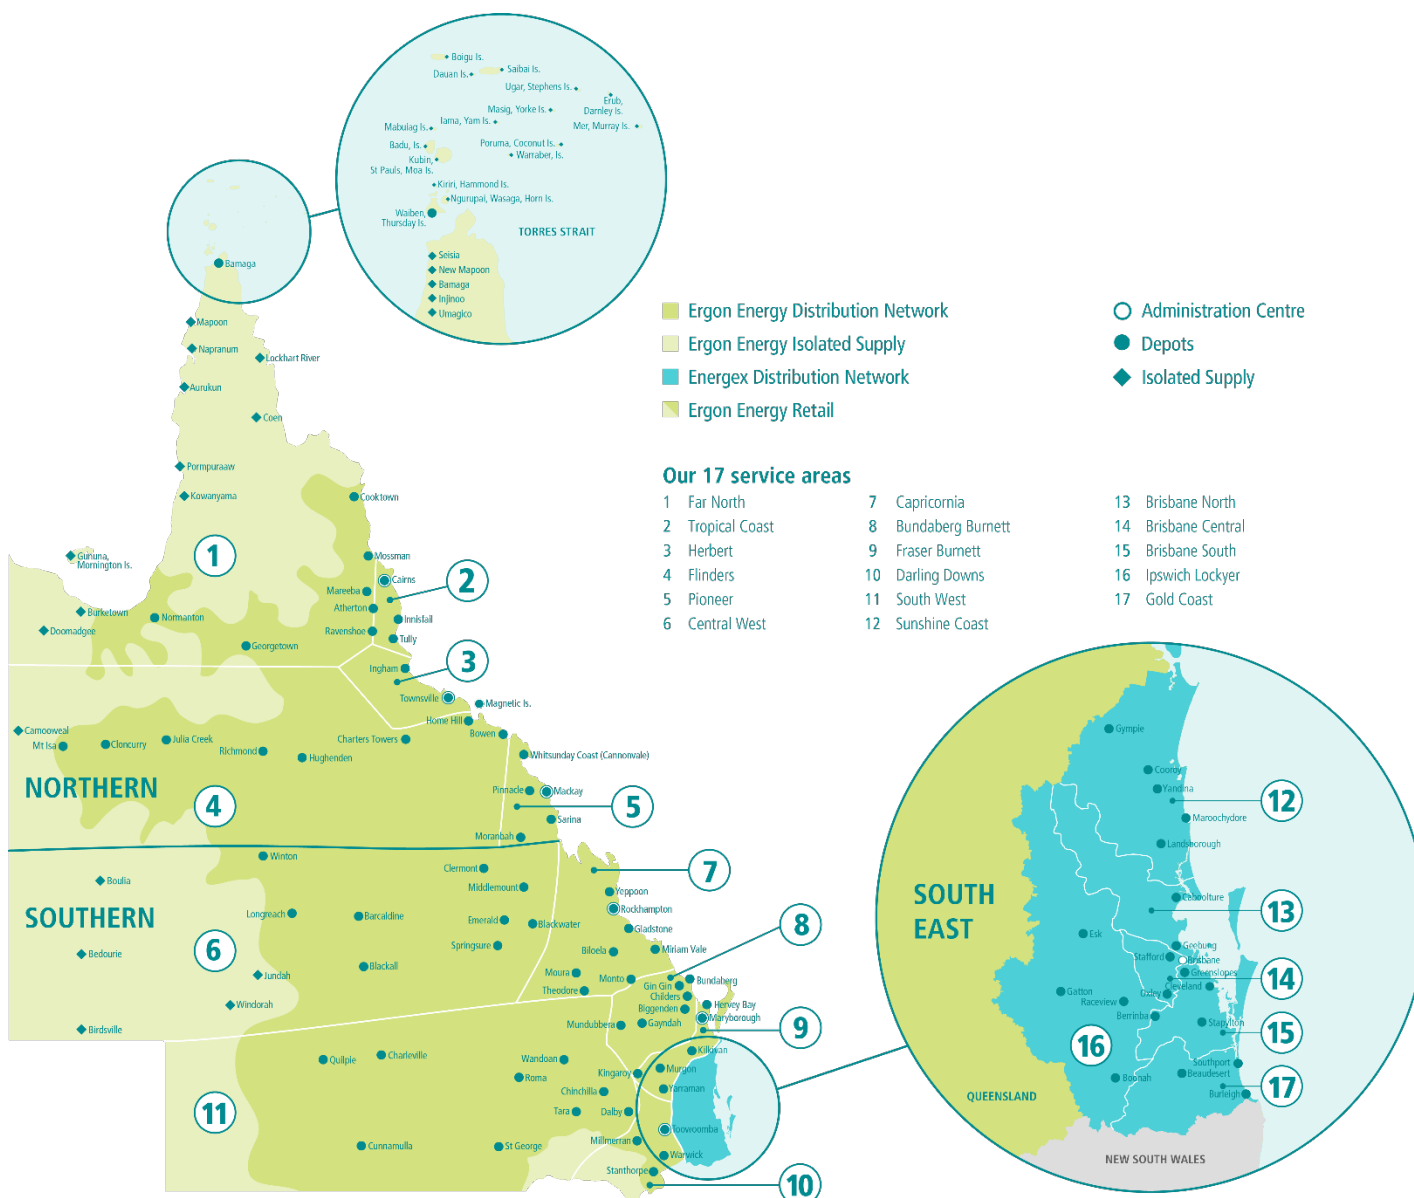 Boigu Is.
Saibai Is.
Dauan Is.
Ugar, Stephens Is.
Erub,
Darnley Is.
Masig, Yorke Is.
Iama, Yam Is.
Mer, Murray Is.
Mabulag Is.
Badu, Is.
Poruma, Coconut Is.
Warraber, Is.
Kubin,
St Pauls, Moa Is.
Kiriri, Hammond Is.
Ngurupai, Wasaga, Horn Is.
Waiben,
Thursday Is.
TORRES STRAIT
Seisia
New Mapoon
Bamaga
Injinoo
Umagico
Ergon Energy Distribution Network
Ergon Energy Isolated Supply
Energex Distribution Network
Ergon Energy Retail
Administration Centre
Depots
Isolated Supply
Our 17 service areas
1 Far North
2 Tropical Coast
3 Herbert
4 Flinders
5 Pioneer
6 Central West
7 Capricornia
8 Bundaberg Burnett
9 Fraser Burnett
10 Darling Downs
11 South West
12 Sunshine Coast
13 Brisbane North
14 Brisbane Central
15 Brisbane South
16 Ipswich Lockyer
17 Gold Coast
Bamaga
Mapoon
Napranum
Lockhart River
Aurukun
Coen
Pormpuraaw
Kowanyama
Cooktown
1
Gununa,
Mornington Is.
Mossman
Cairns
2
Mareeba
Atherton
Burketown
Normanton
Innisfail
Doomadgee
Ravenshoe
Tully
Georgetown
Ingham
3
Townsville
Magnetic Is.
Home Hill
Camooweal
Bowen
Mt Isa
Cloncurry
Julia Creek
Richmond
Charters Towers
Hughenden
Whitsunday Coast (Cannonvale)
NORTHERN
4
Pinnacle
Mackay
5
Sarina
Moranbah
Winton
Clermont
7
Boulia
Middlemount
Yeppoon
SOUTHERN
Longreach
Barcaldine
Emerald
Blackwater
Rockhampton
Gladstone
8
6
Springsure
Biloela
Miriam Vale
Bedourie
Jundah
Blackall
Moura
Monto
Gin Gin
Bundaberg
Theodore
Childers
Windorah
Biggenden
Hervey Bay
Birdsville
Mundubbera
Gayndah
Maryborough
9
Kilkivan
Quilpie
Charleville
Wandoan
Murgon
Roma
Kingaroy
Chinchilla
Yarraman
11
Tara
Dalby
Toowoomba
Cunnamulla
St George
Millmerran
Warwick
Stanthorpe
10
Gympie
Cooroy
Yandina
12
Maroochydore
Landsborough
SOUTH
EAST
Caboolture
13
Esk
Geebung
Stafford
Brisbane
Greenslopes
14
Cleveland
Gatton
Oxley
Raceview
Berrinba
Stapylton
15
16
Southport
Beaudesert
Boonah
17
Burleigh
QUEENSLAND
NEW SOUTH WALES